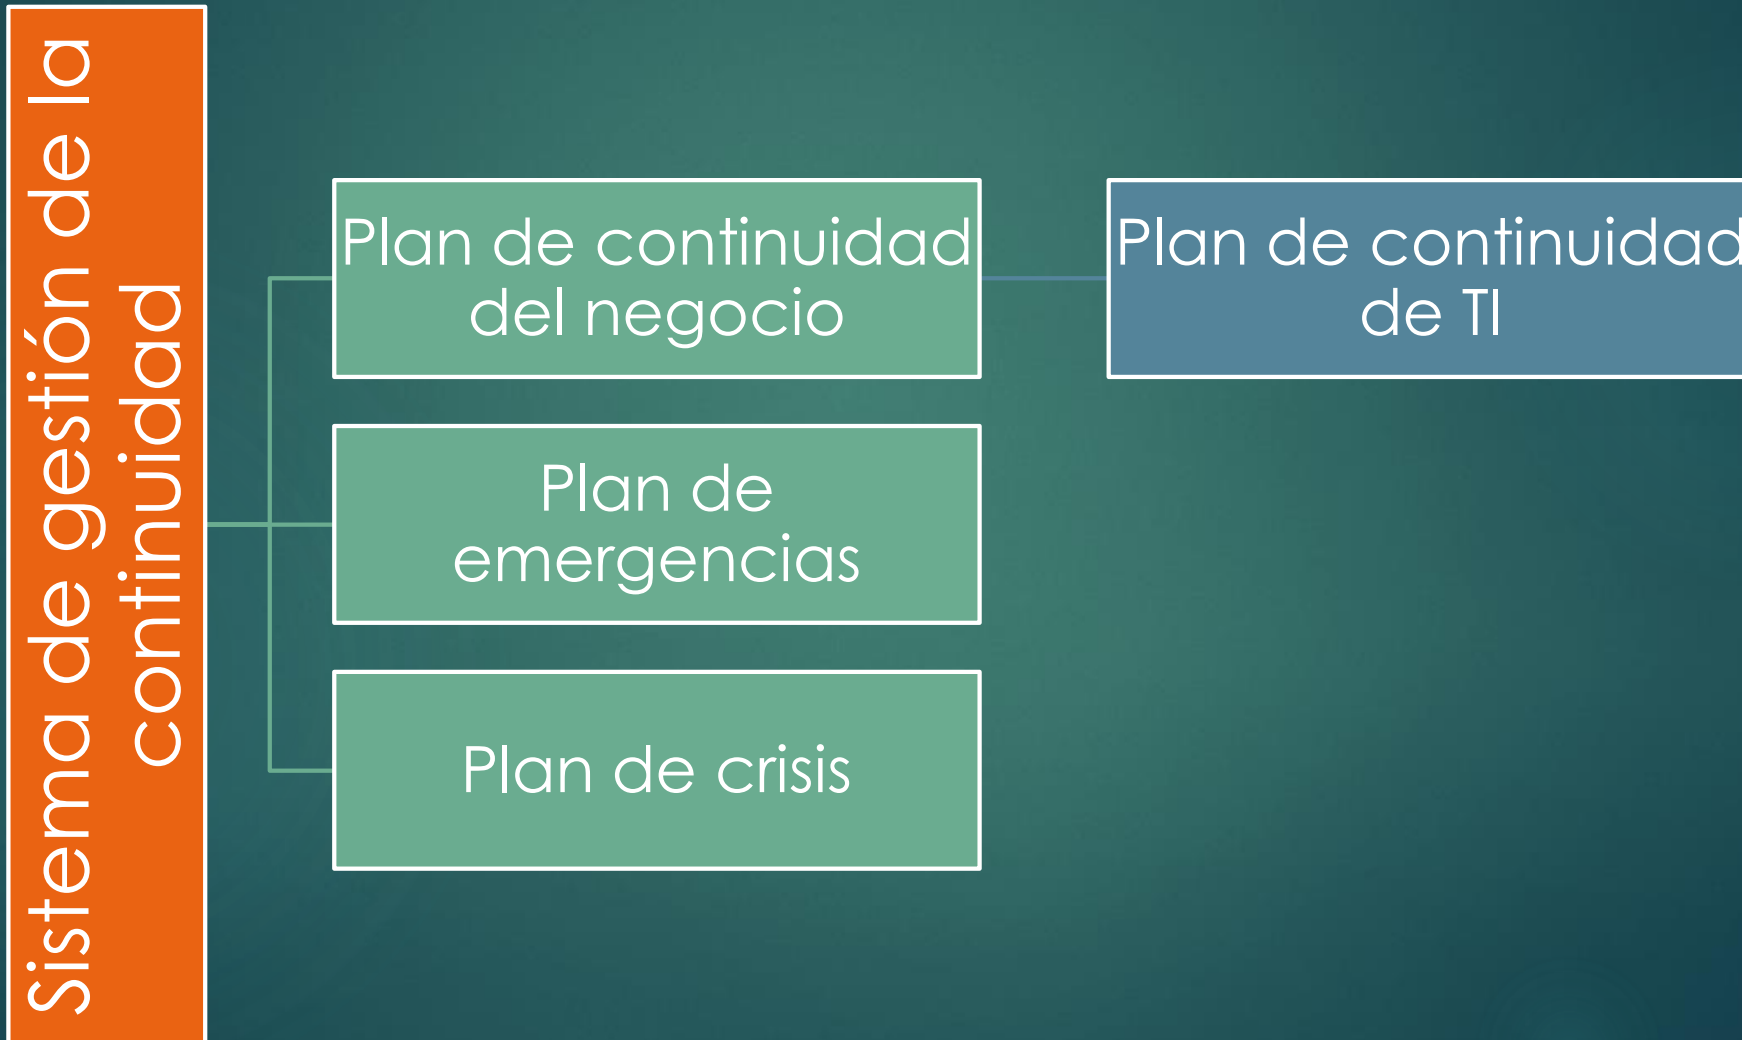 Sistema de gestión de la
continuidad
Plan de continuidad
del negocio
Plan de continuidad
de TI
Plan de
emergencias
Plan de crisis